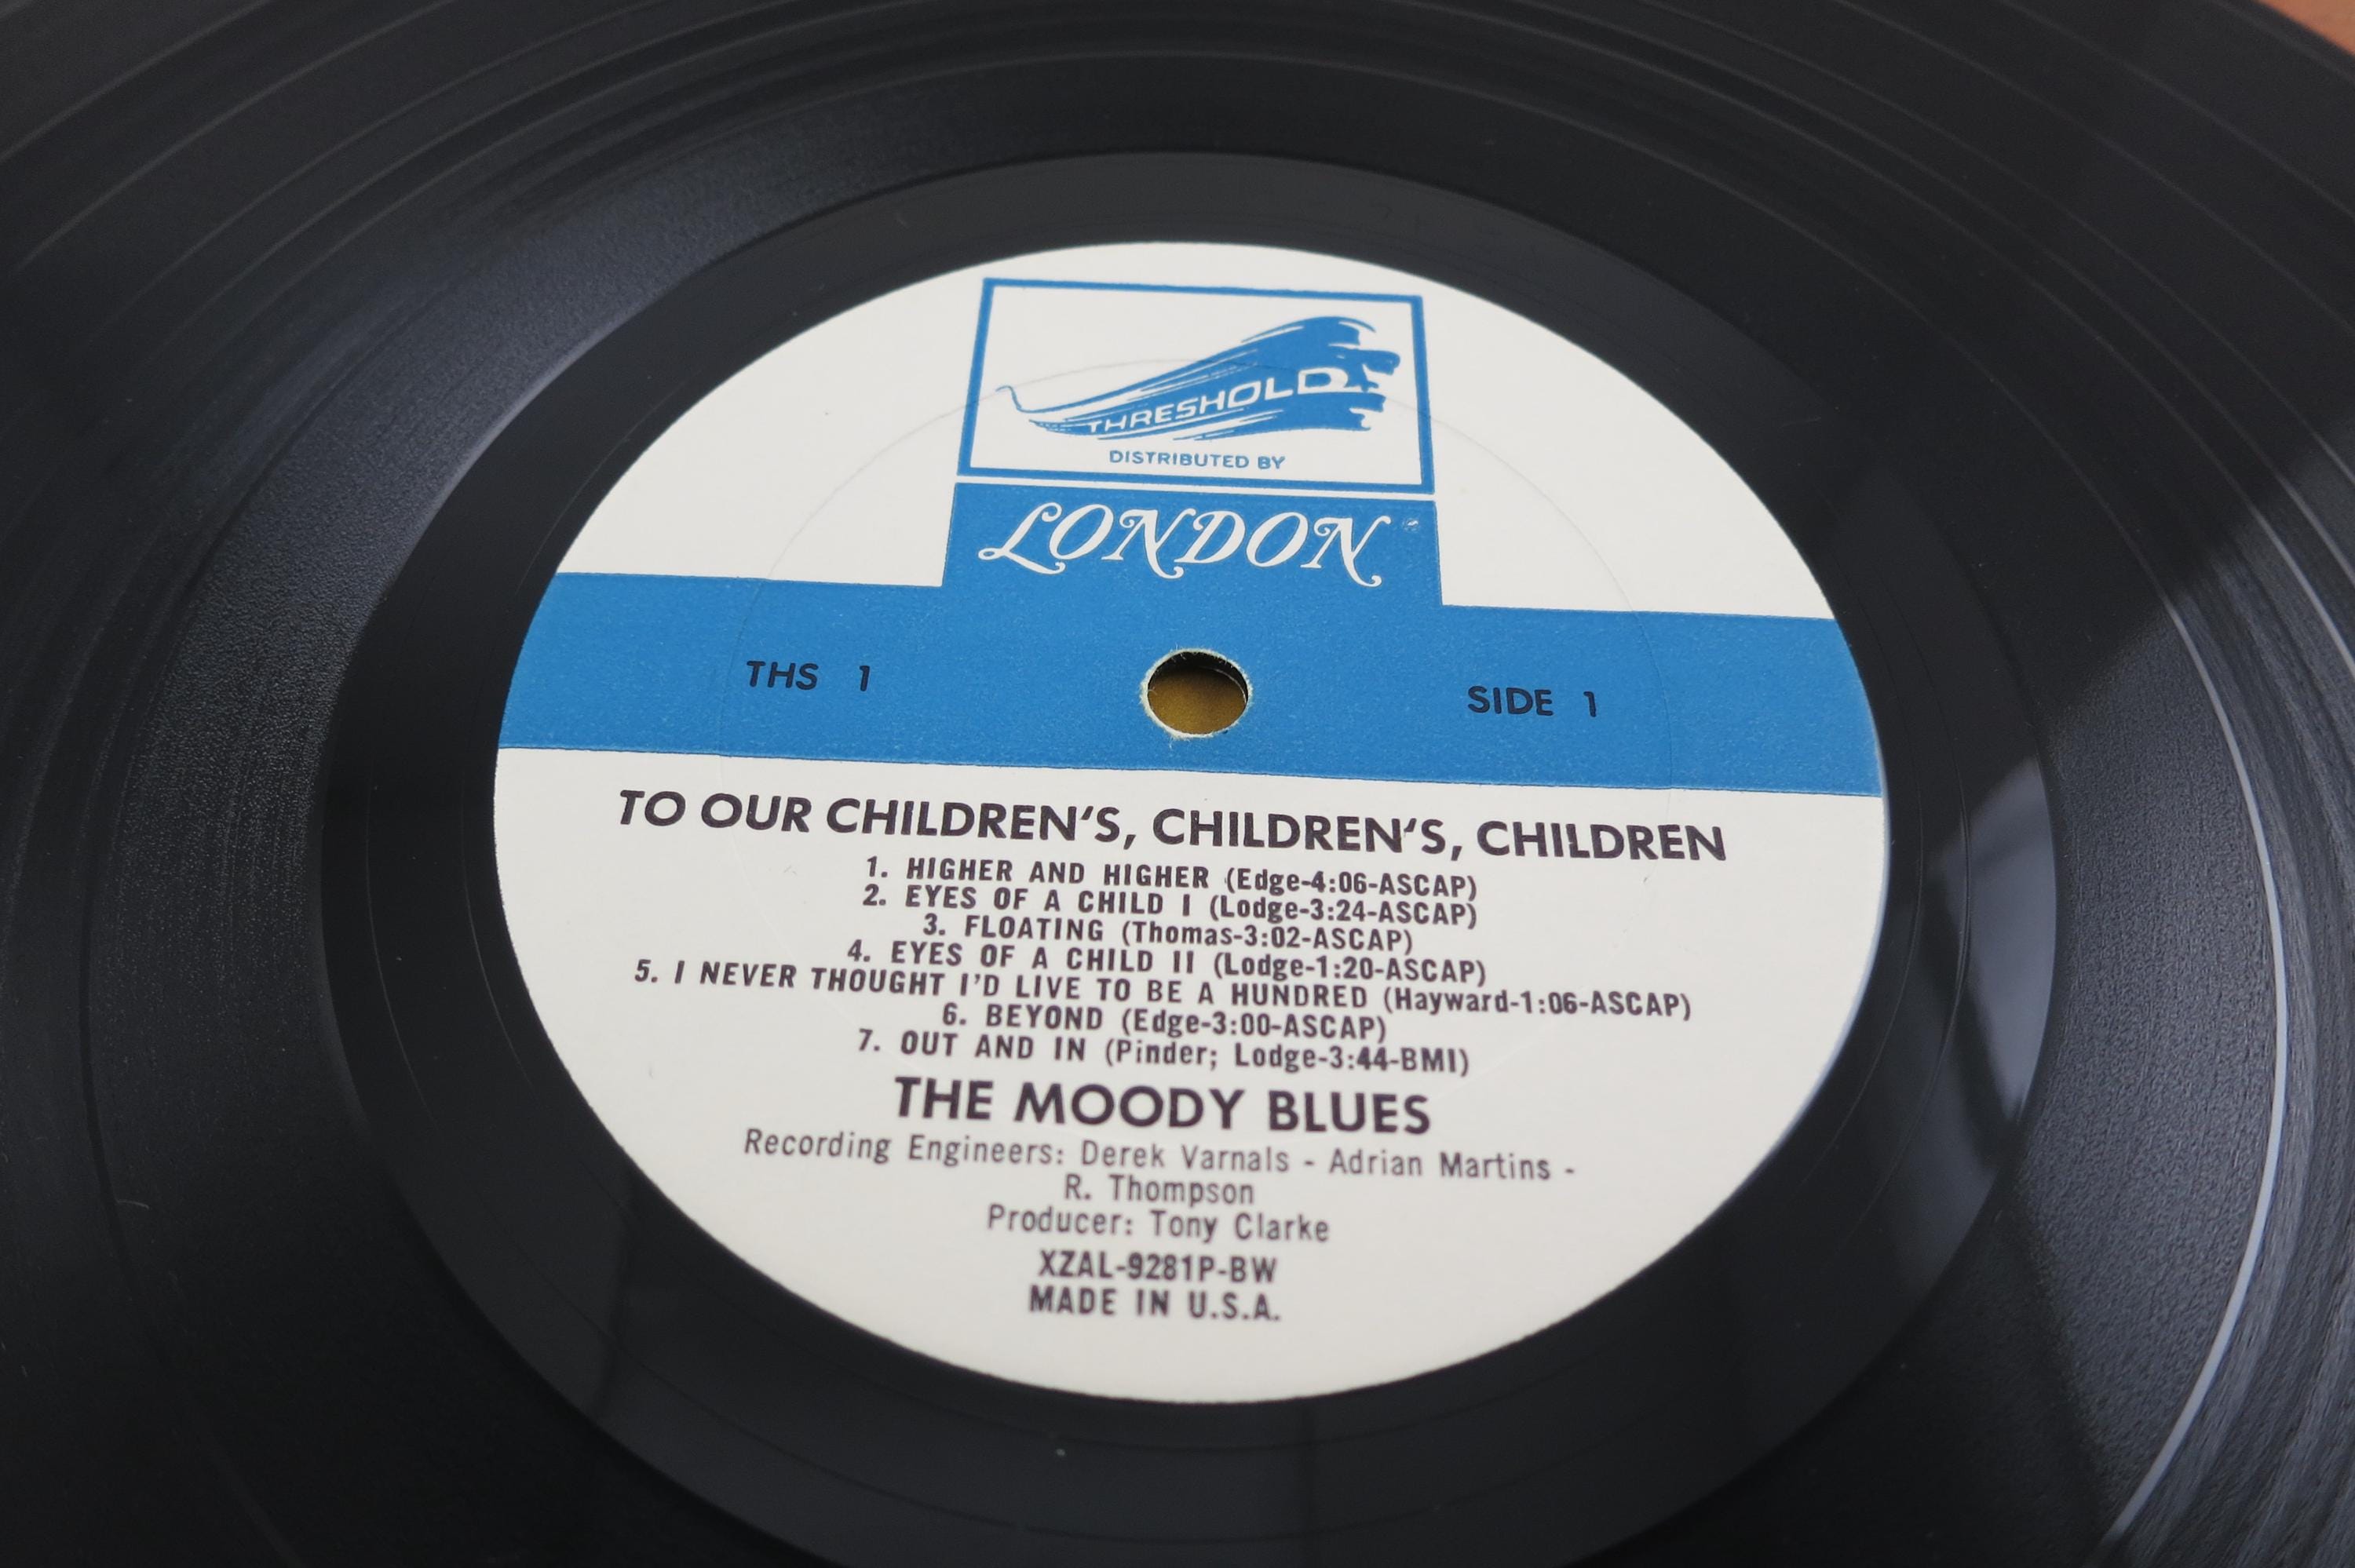 THRESHOLD
DISTRIBUTED BY
LONDON
THS 1 SIDE 1
TO OUR CHILDREN'S, CHILDREN'S, CHILDREN
1. HIGHER AND HIGHER (Edge-4:06-ASCAP)
2. EYES OF A CHILD I (Lodge-3:24-ASCAP)
3. FLOATING (Thomas-3:02-ASCAP)
4. EYES OF A CHILD II (Lodge-1:20-ASCAP)
5. I NEVER THOUGHT I'D LIVE TO BE A HUNDRED (Hayward-1:06-ASCAP)
6. BEYOND (Edge-3:00-ASCAP)
7. OUT AND IN (Pinder; Lodge-3:44-BMI)
THE MOODY BLUES
Recording Engineers: Derek Varnals - Adrian Martins -
R. Thompson
Producer: Tony Clarke
XZAL-9281P-BW
MADE IN U.S.A.